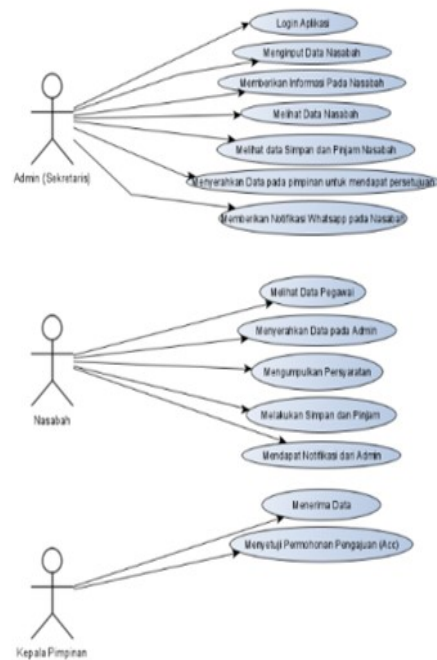 Login Aplikasi
Menginput Data Nasabah
Memberikan Informasi Pada Nasabah
Melihat Data Nasabah
Melihat data Simpan dan Pinjam Nasabah
Menyerahkan Data pada pimpinan untuk mendapat persetujuan
Memberikan Notifikasi Whatsapp pada Nasabah
Admin (Sekretaris)
Melihat Data Pegawai
Menyerahkan Data pada Admin
Mengumpulkan Persyaratan
Melakukan Simpan dan Pinjam
Mendapat Notifikasi dari Admin
Nasabah
Menerima Data
Menyetuji Permohonan Pengajuan (Acc)
Kepala Pimpinan